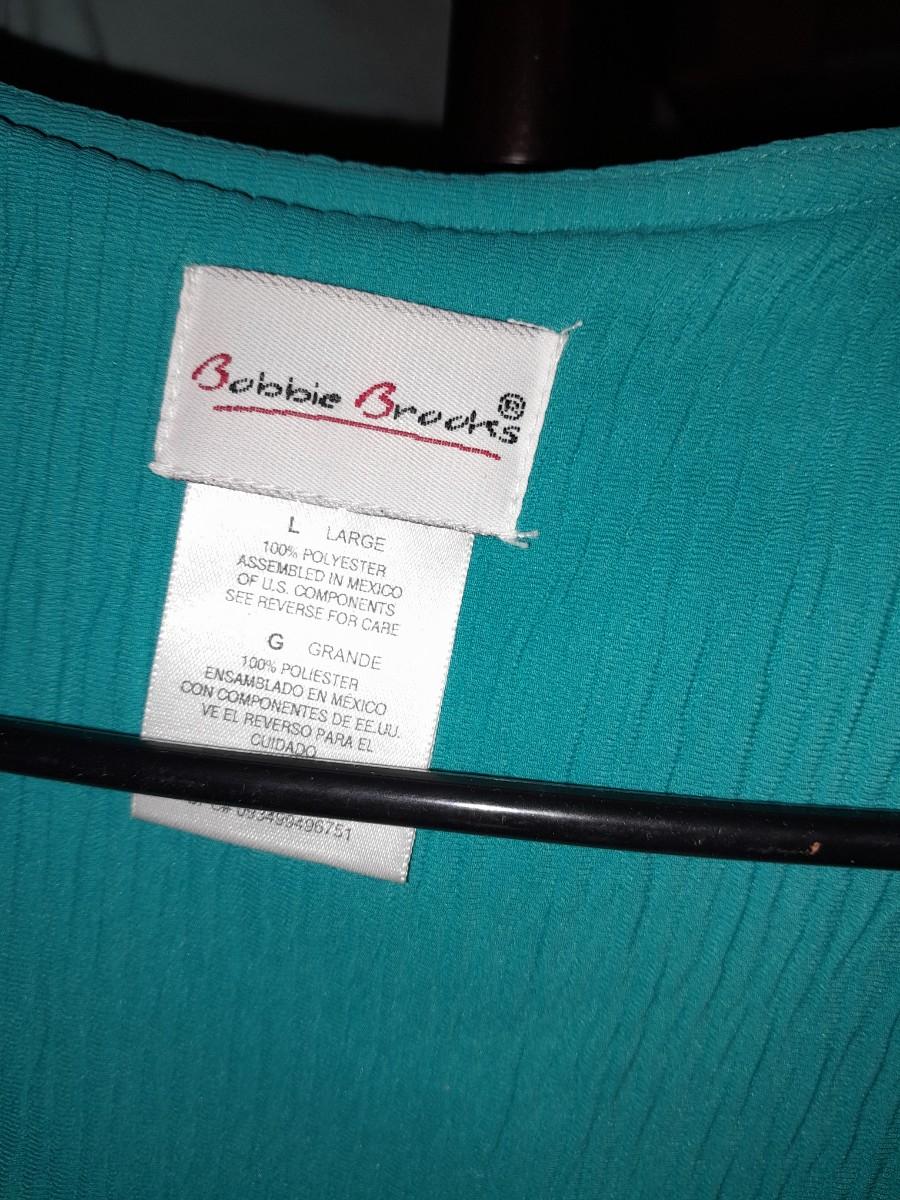 Bobbie Brooks ®
L LARGE
100% POLYESTER
ASSEMBLED IN MEXICO
OF U.S. COMPONENTS
SEE REVERSE FOR CARE
G GRANDE
100% POLIESTER
ENSAMBLADO EN MEXICO
CON COMPONENTES DE EE.UU.
VE EL REVERSO PARA EL
CUIDADO
093499496751